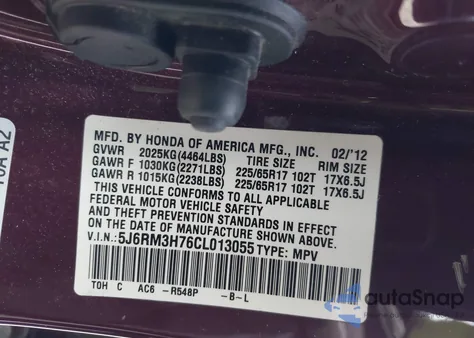 10A A2
MFD. BY HONDA OF AMERICA MFG., INC. 02/'12
GVWR 2025KG(4464LBS) TIRE SIZE RIM SIZE
GAWR F 1030KG(2271LBS) 225/65R17 102T 17X6.5J
GAWR R 1015KG(2238LBS) 225/65R17 102T 17X6.5J
THIS VEHICLE CONFORMS TO ALL APPLICABLE
FEDERAL MOTOR VEHICLE SAFETY
AND THEFT PREVENTION STANDARDS IN EFFECT
ON THE DATE OF MANUFACTURE SHOWN ABOVE.
V.I.N.: 5J6RM3H76CL013055 TYPE: MPV
TOH C AC6 -R548P -B-L
autoSnap